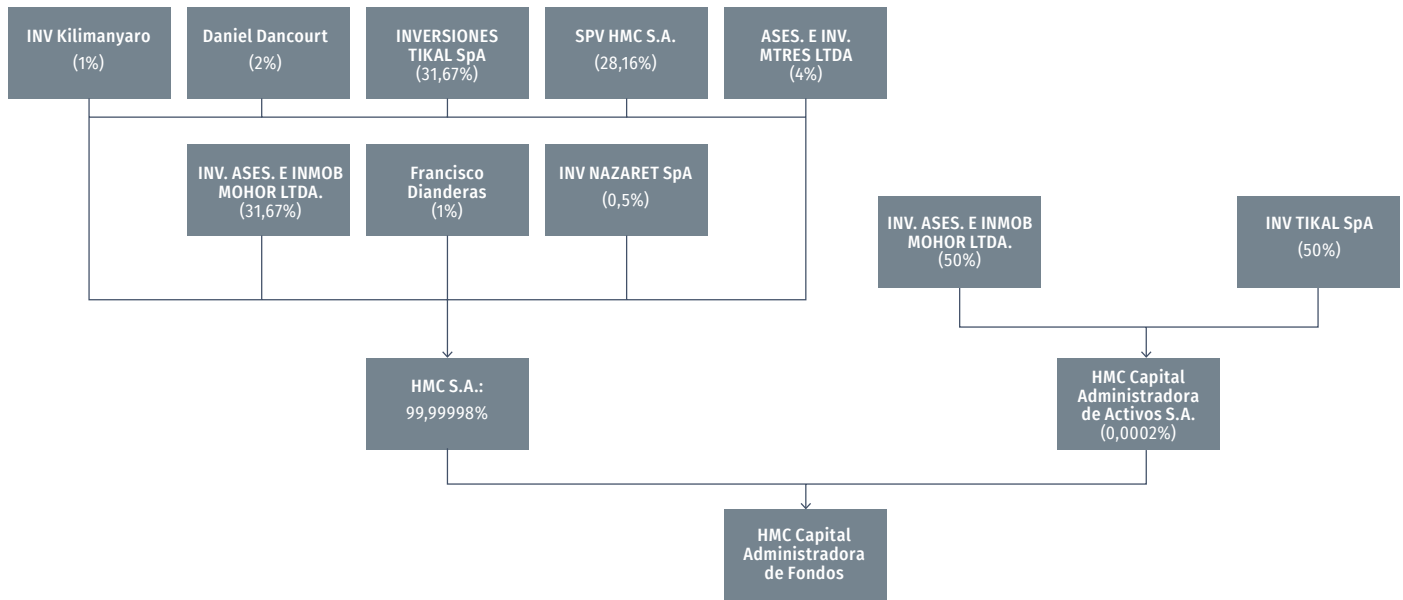 INV Kilimanyaro
(1%)
Daniel Dancourt
(2%)
INVERSIONES
TIKAL SpA
(31,67%)
SPV HMC S.A.
(28,16%)
ASES. E INV.
MTRES LTDA
(4%)
INV. ASES. E INMOB
MOHOR LTDA.
(31,67%)
Francisco
Dianderas
(1%)
INV NAZARET SpA
(0,5%)
INV. ASES. E INMOB
MOHOR LTDA.
(50%)
INV TIKAL SpA
(50%)
HMC S.A.:
99,99998%
HMC Capital
Administradora
de Activos S.A.
(0,0002%)
HMC Capital
Administradora
de Fondos